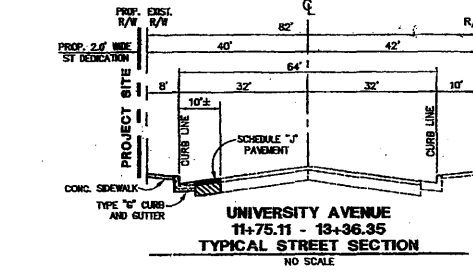 PROP. EXIST.
R/W R/W
℄
R/
82'
PROP. 2.0' WIDE
ST DEDICATION
40'
42'
64'
8'
32'
32'
10'
10'±
PROJECT SITE
CURB LINE
CURB LINE
SCHEDULE "J"
PAVEMENT
CONC. SIDEWALK
TYPE "G" CURB
AND GUTTER
UNIVERSITY AVENUE
11+75.11 - 13+36.35
TYPICAL STREET SECTION
NO SCALE